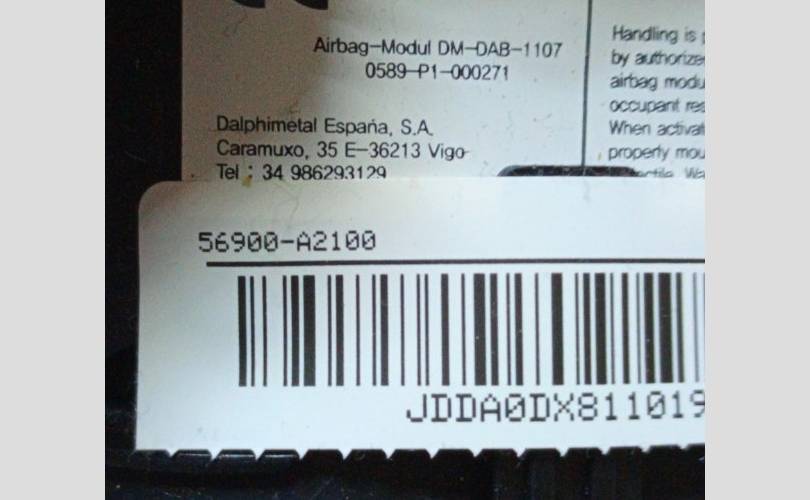 Airbag-Modul DM-DAB-1107
0589-P1-000271
Dalphimetal España, S.A.
Caramuxo, 35 E-36213 Vigo
Tel : 34 986293129
Handling is
by authorize
airbag modu
occupant res
When activat
properly mou
56900-A2100
JDDA0DX811019